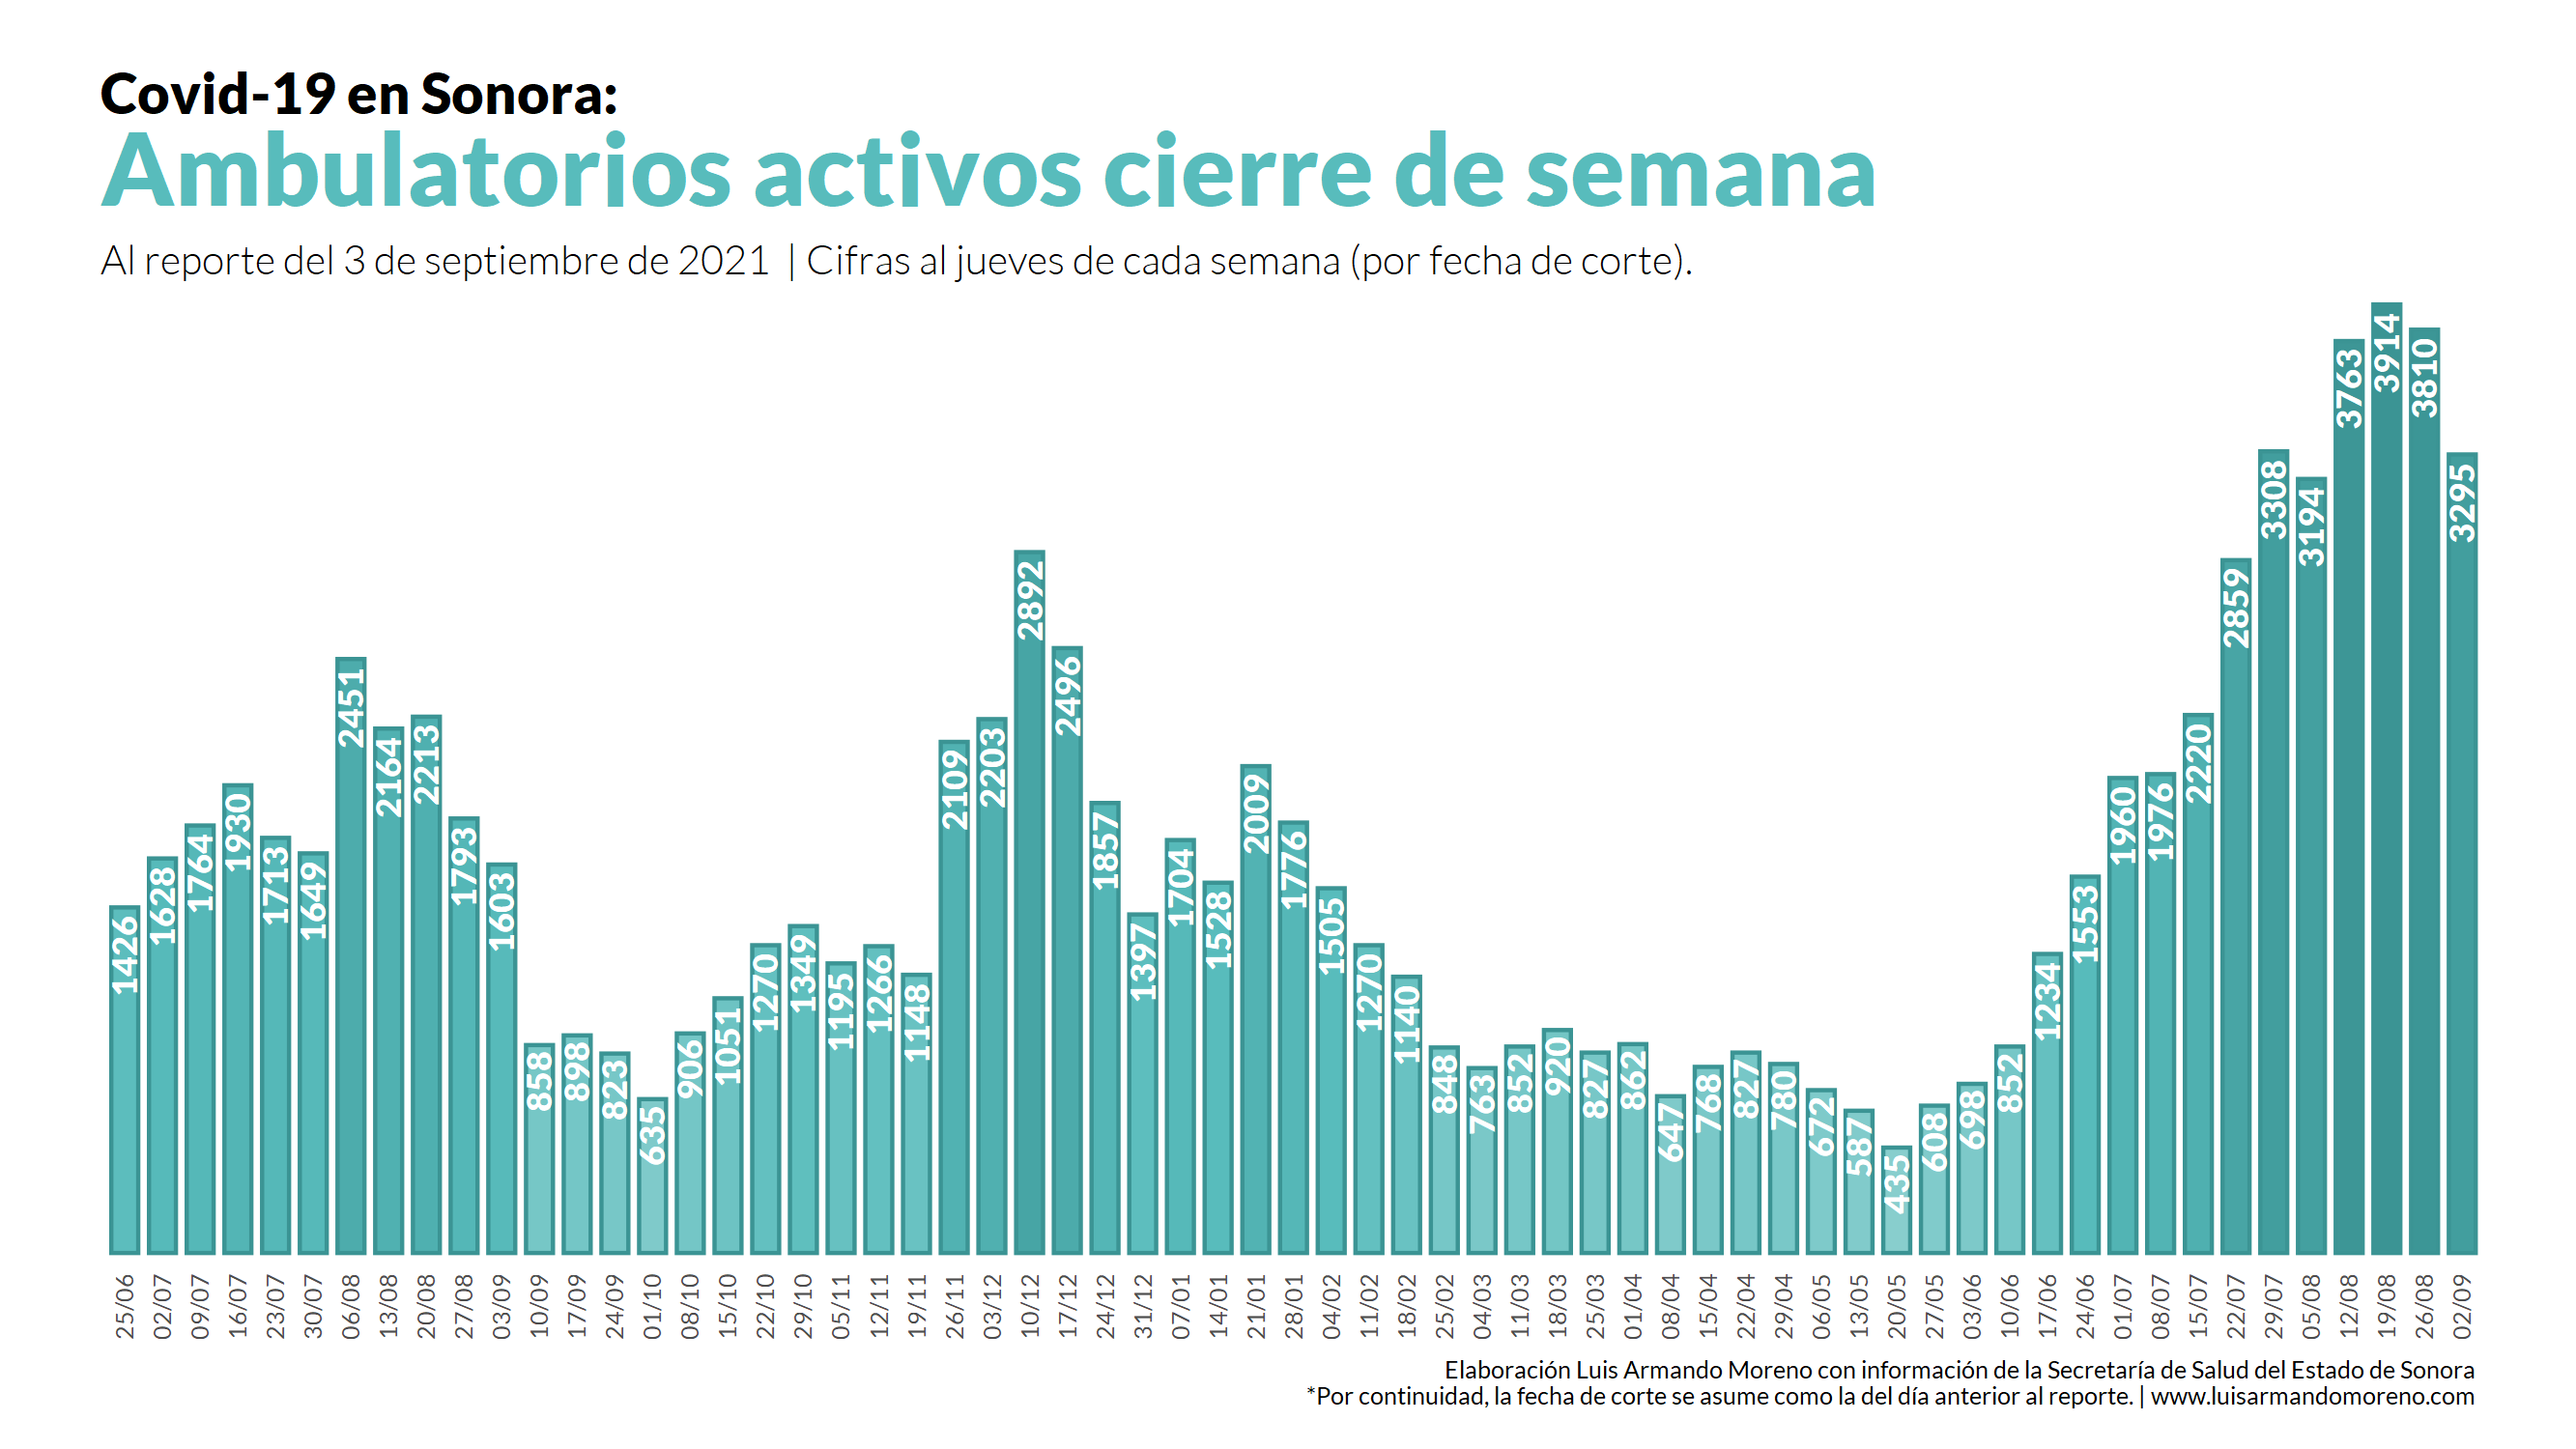 Covid-19 en Sonora:
Ambulatorios activos cierre de semana
Al reporte del 3 de septiembre de 2021 | Cifras al jueves de cada semana (por fecha de corte).
1426 1628 1764 1930 1713 1649 2451 2164 2213 1793 1603 858 898 823 635 906 1051 1270 1349 1195 1266 1148 2109 2203 2892 2496 1857 1397 1704 1528 2009 1776 1505 1270 1140 848 763 852 920 827 862 647 768 827 780 672 587 435 608 698 852 1234 1553 1960 1976 2220 2859 3308 3194 3763 3914 3810 3295
25/06 02/07 09/07 16/07 23/07 30/07 06/08 13/08 20/08 27/08 03/09 10/09 17/09 24/09 01/10 08/10 15/10 22/10 29/10 05/11 12/11 19/11 26/11 03/12 10/12 17/12 24/12 31/12 07/01 14/01 21/01 28/01 04/02 11/02 18/02 25/02 04/03 11/03 18/03 25/03 01/04 08/04 15/04 22/04 29/04 06/05 13/05 20/05 27/05 03/06 10/06 17/06 24/06 01/07 08/07 15/07 22/07 29/07 05/08 12/08 19/08 26/08 02/09
Elaboración Luis Armando Moreno con información de la Secretaría de Salud del Estado de Sonora
*Por continuidad, la fecha de corte se asume como la del día anterior al reporte. | www.luisarmandomoreno.com